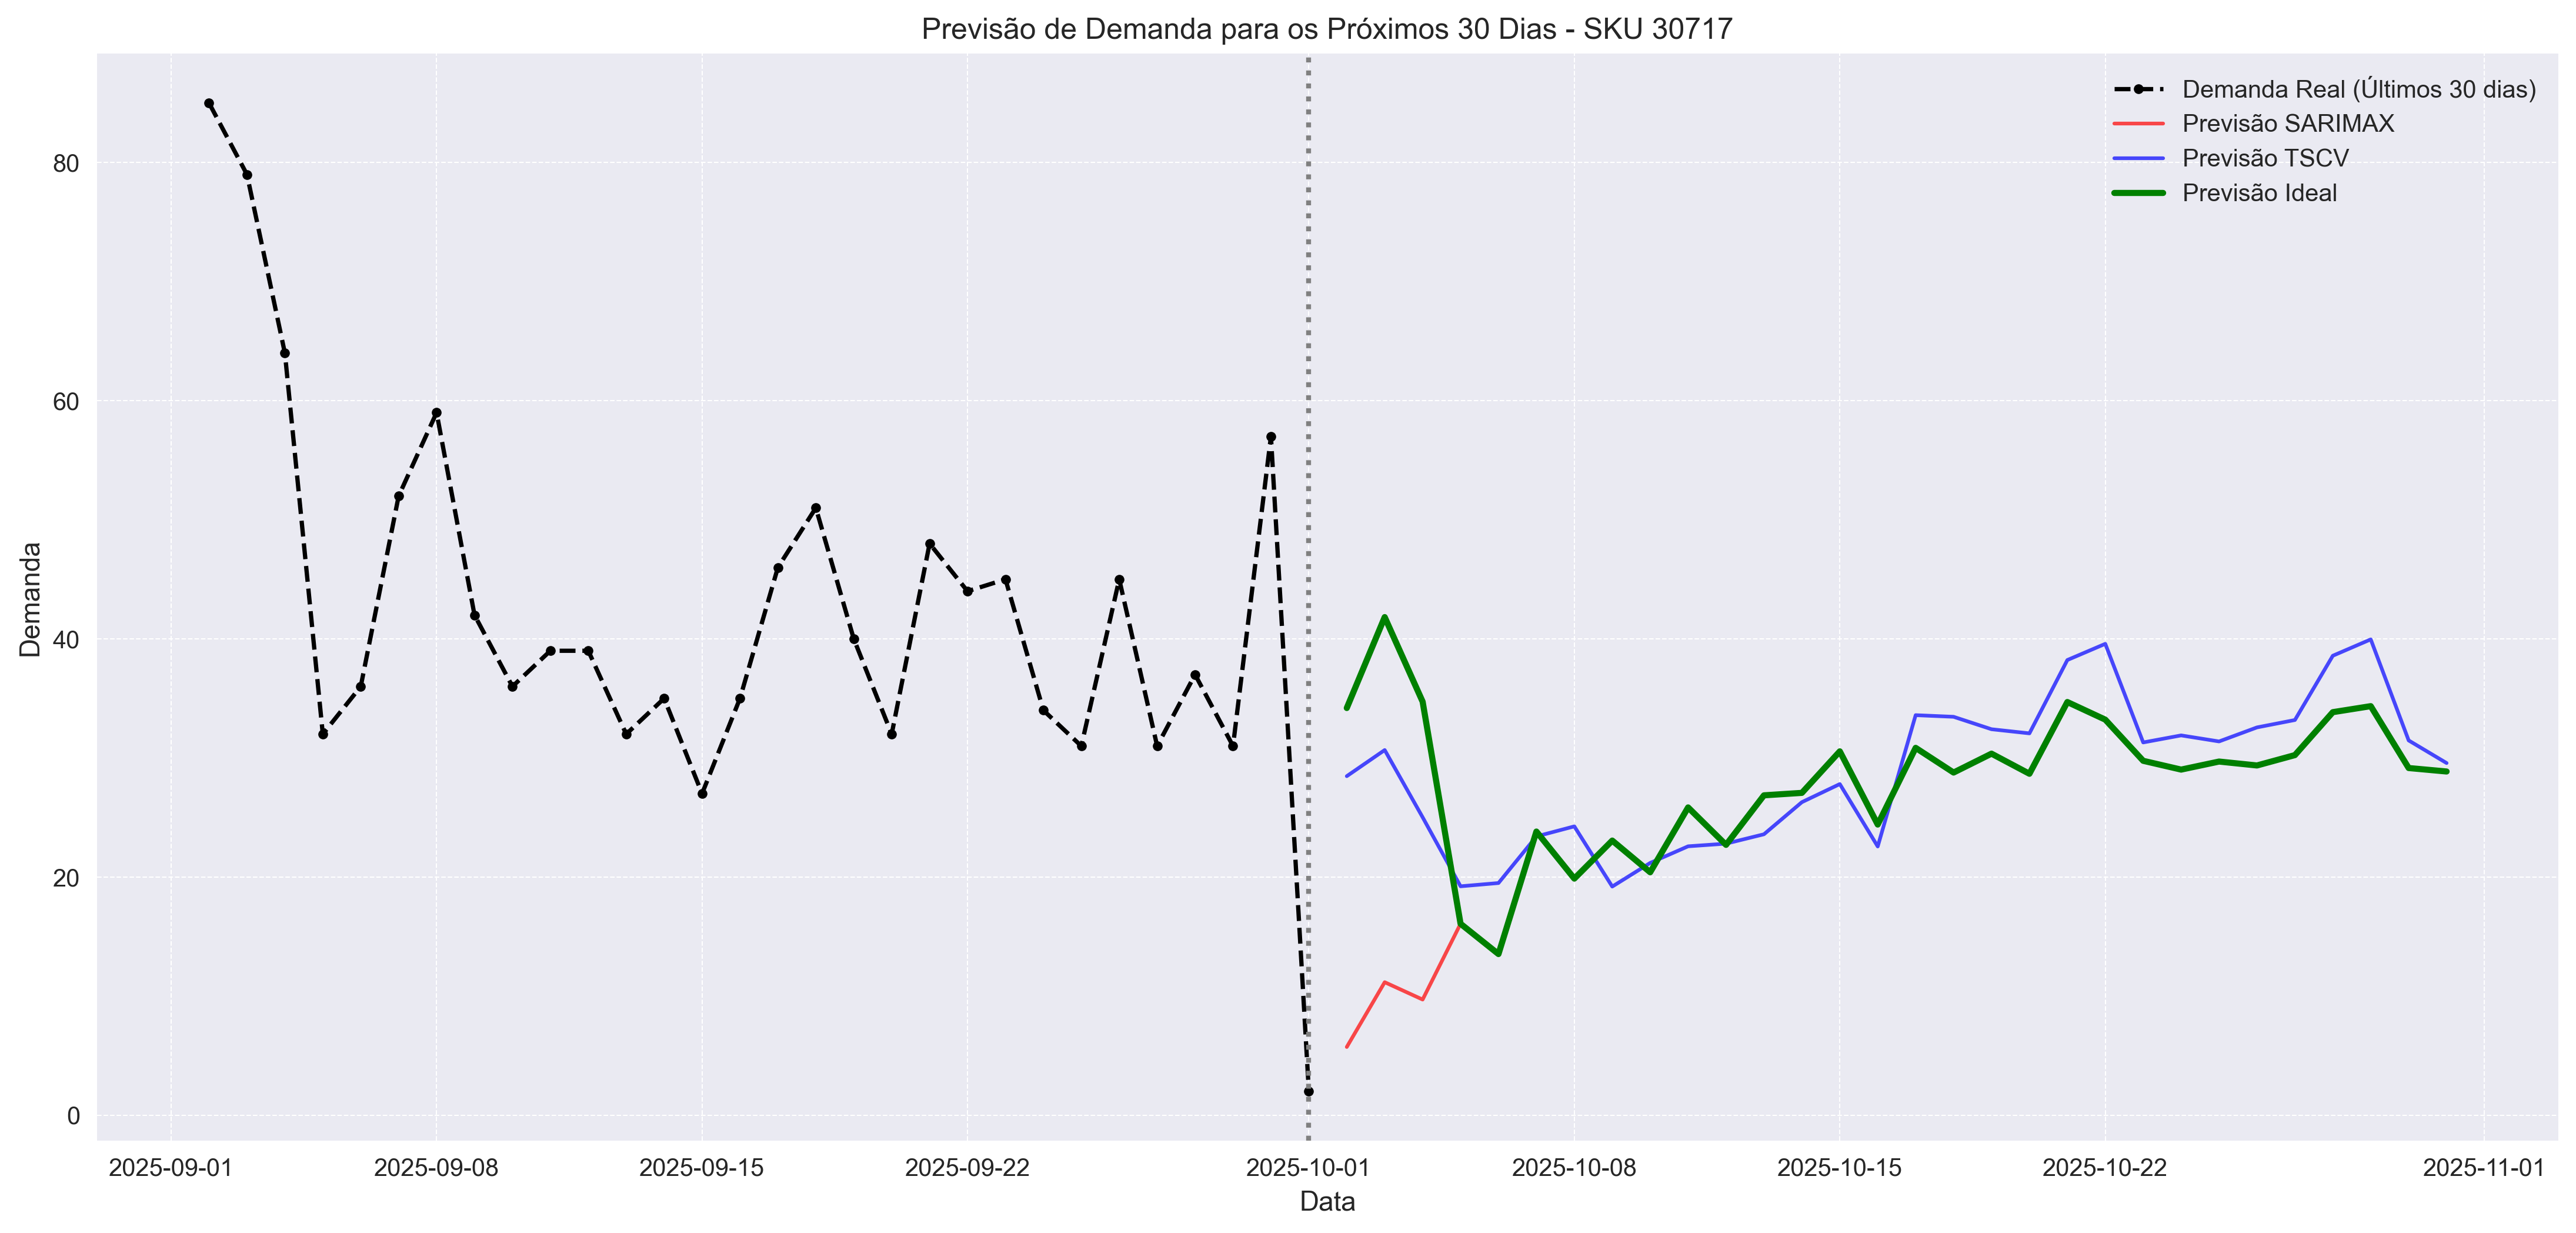 Previsão de Demanda para os Próximos 30 Dias - SKU 30717
Demanda Real (Últimos 30 dias)
Previsão SARIMAX
Previsão TSCV
Previsão Ideal
Demanda
80
60
40
20
0
2025-09-01
2025-09-08
2025-09-15
2025-09-22
2025-10-01
2025-10-08
2025-10-15
2025-10-22
2025-11-01
Data